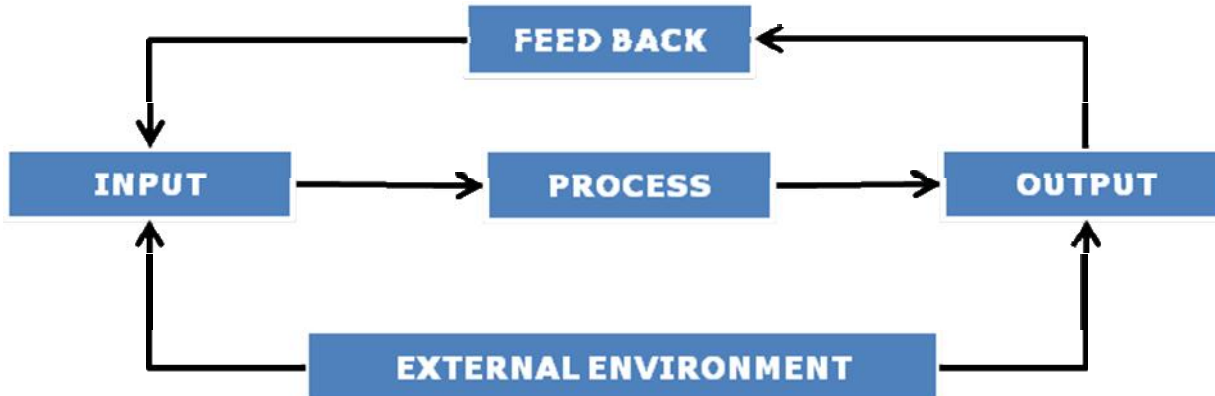 FEED BACK
INPUT
PROCESS
OUTPUT
EXTERNAL ENVIRONMENT